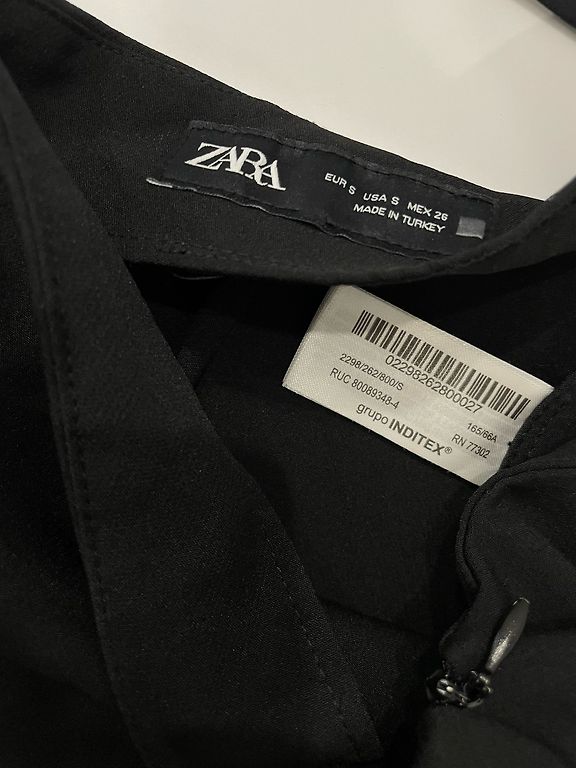 ZARA
EUR S USA S MEX 26
MADE IN TURKEY
02298262800027
2298/262/800/S 165/66A
RUC 80089348-4 RN 77302
grupo INDITEX®